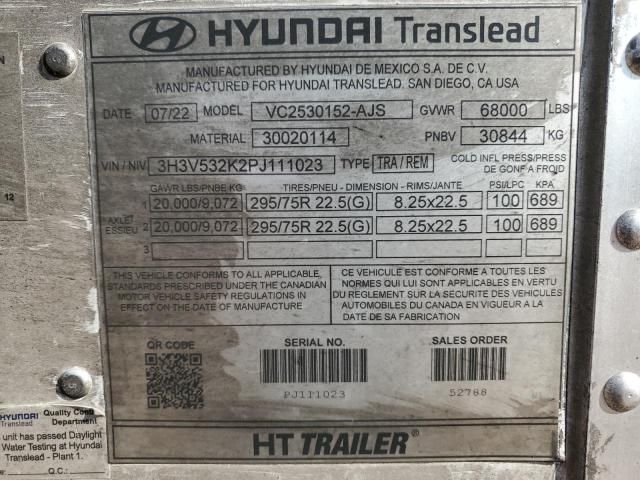 HYUNDAI Translead
MANUFACTURED BY HYUNDAI DE MEXICO S.A. DE C.V.
MANUFACTURED FOR HYUNDAI TRANSLEAD. SAN DIEGO, CA USA
DATE 07/22 MODEL VC2530152-AJS GVWR 68000 LBS
MATERIAL 30020114 PNBV 30844 KG
VIN / NIV 3H3V532K2PJ111023 TYPE TRA / REM COLD INFL PRESS/PRESS DE GONF A FROID
GAWR LBS/PNBE KG TIRES/PNEU - DIMENSION - RIMS/JANTE PSI/LPC KPA
1 20,000/9,072 295/75R 22.5(G) 8.25x22.5 100 689
AXLE/ ESSIEU 2 20,000/9,072 295/75R 22.5(G) 8.25x22.5 100 689
3
THIS VEHICLE CONFORMS TO ALL APPLICABLE
STANDARDS PRESCRIBED UNDER THE CANADIAN
MOTOR VEHICLE SAFETY REGULATIONS IN
EFFECT ON THE DATE OF MANUFACTURE
CE VEHICULE EST CONFORME A TOUTES LES
NORMES QUI LUI SONT APPLICABLES EN VERTU
DU REGLEMENT SUR LA SECURITE DES VEHICULES
AUTOMOBILES DU CANADA EN VIGUEUR A LA
DATE DE SA FABRICATION
QR CODE
SERIAL NO.
PJ111023
SALES ORDER
52788
HT TRAILER®
N
12
HYUNDAI Translead Quality
Department
unit has passed Daylight
Water Testing at Hyundai
Translead - Plant 1.
Q.C.: